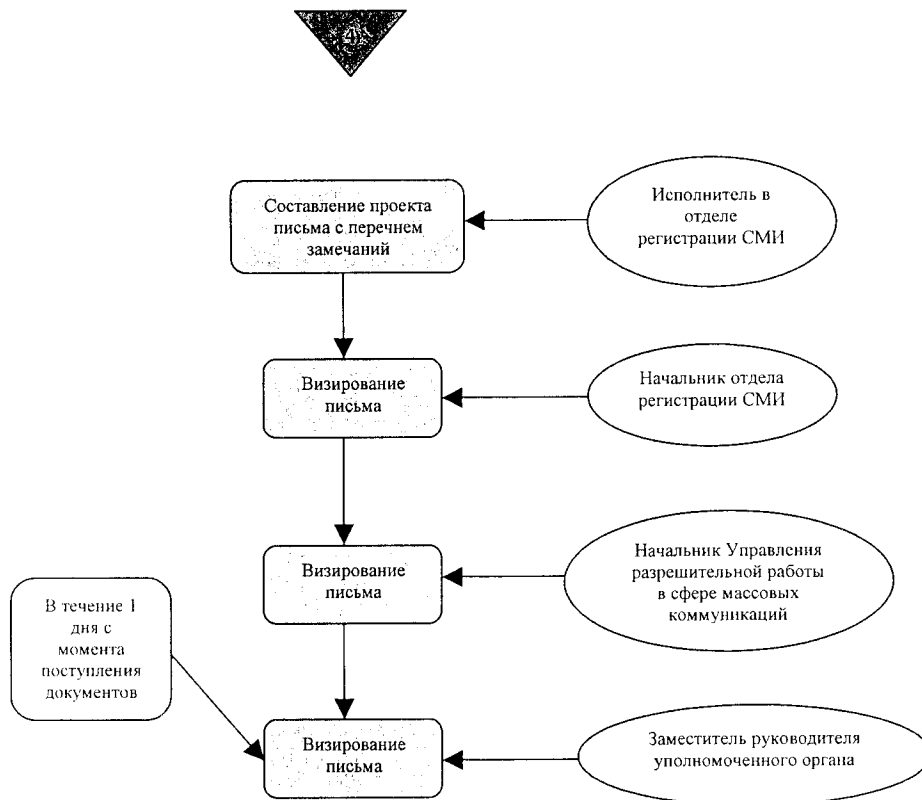 4
Составление проекта
письма с перечнем
замечаний
Исполнитель в
отделе
регистрации СМИ
Визирование
письма
Начальник отдела
регистрации СМИ
Визирование
письма
Начальник Управления
разрешительной работы
в сфере массовых
коммуникаций
В течение 1
дня с
момента
поступления
документов
Визирование
письма
Заместитель руководителя
уполномоченного органа